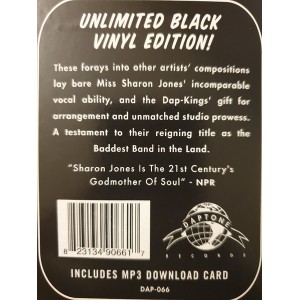 UNLIMITED BLACK
VINYL EDITION!
These forays into other artists' compositions
lay bare Miss Sharon Jones' incomparable
vocal ability, and the Dap-Kings' gift for
arrangement and unmatched studio prowess.
A testament to their reigning title as the
Baddest Band in the Land.
"Sharon Jones Is The 21st Century's
Godmother Of Soul" - NPR
8 23134 90661 7
DAPTONE
RECORDS
INCLUDES MP3 DOWNLOAD CARD
DAP-066